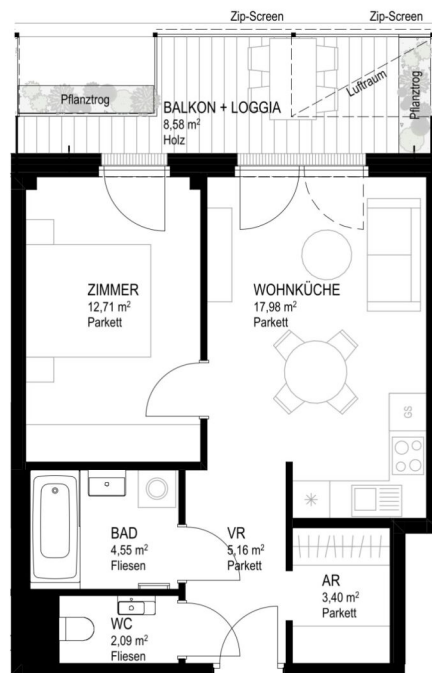 Zip-Screen
Zip-Screen
Luftraum
Pflanztrog
Pflanztrog
BALKON + LOGGIA
8,58 m²
Holz
ZIMMER
12,71 m²
Parkett
WOHNKÜCHE
17,98 m²
Parkett
GS
BAD
4,55 m²
Fliesen
VR
5,16 m²
Parkett
AR
3,40 m²
Parkett
WC
2,09 m²
Fliesen